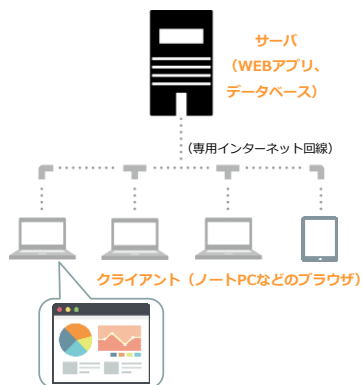 サーバ
（WEBアプリ、
データベース）
（専用インターネット回線）
クライアント（ノートPCなどのブラウザ）